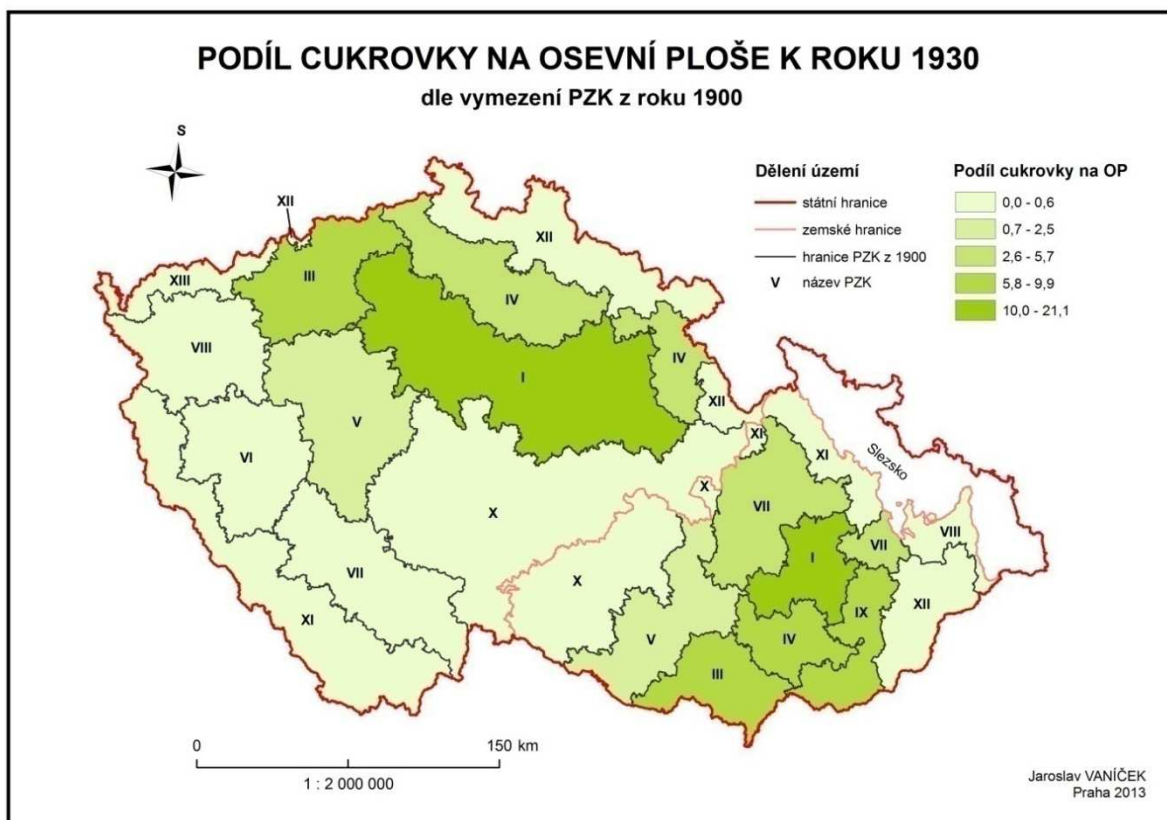 PODÍL CUKROVKY NA OSEVNÍ PLOŠE K ROKU 1930
dle vymezení PZK z roku 1900
S
Dělení území
státní hranice
zemské hranice
hranice PZK z 1900
V název PZK
Podíl cukrovky na OP
0,0 - 0,6
0,7 - 2,5
2,6 - 5,7
5,8 - 9,9
10,0 - 21,1
XII
XII
XIII
III
IV
VIII
IV
I
XII
V
XI
XI
VI
Slezsko
X
VII
X
VIII
VII
I
VII
X
XII
IX
XI
V
IV
III
0 150 km
1 : 2 000 000
Jaroslav VANÍČEK
Praha 2013